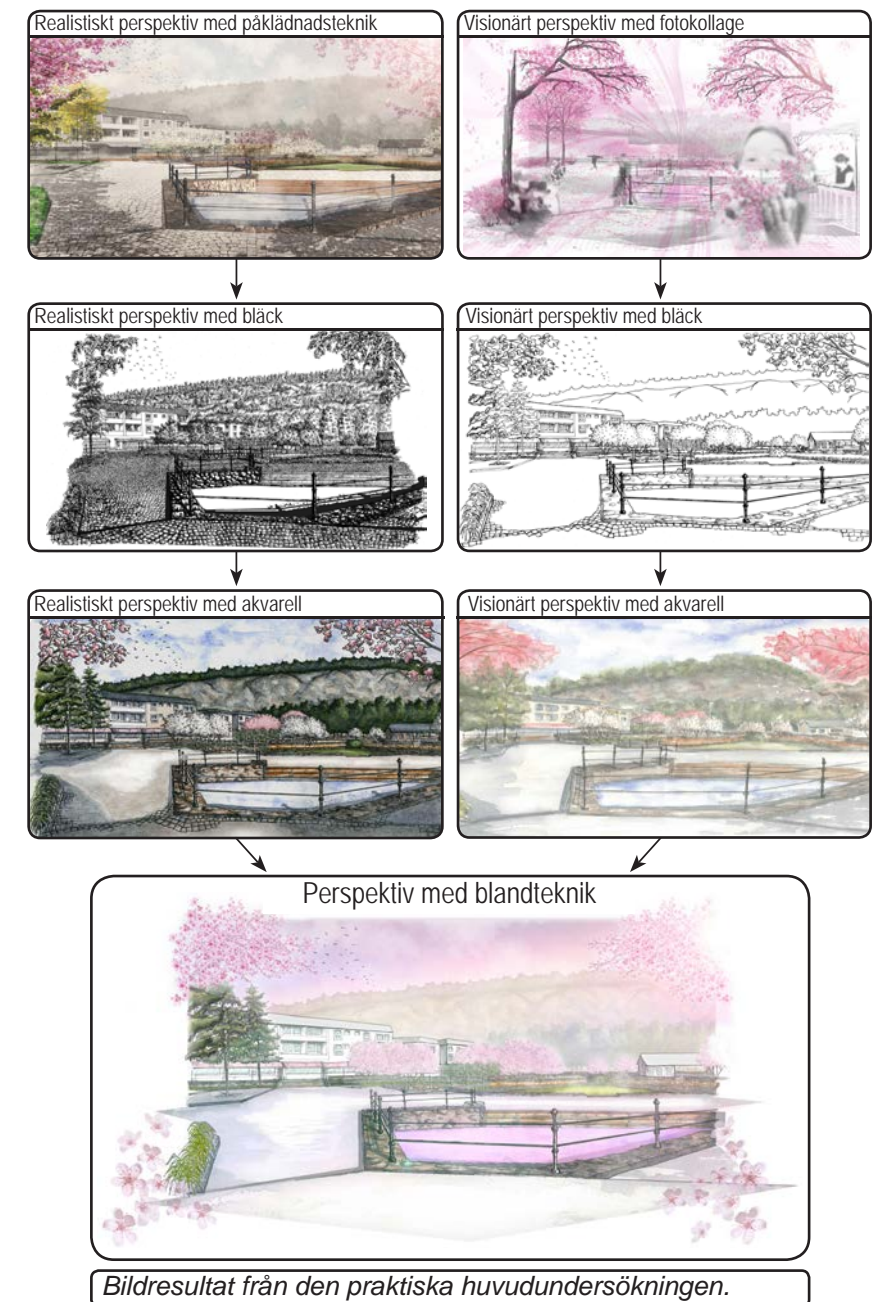 Realistiskt perspektiv med påklädnadsteknik
Visionärt perspektiv med fotokollage
Realistiskt perspektiv med bläck
Visionärt perspektiv med bläck
Realistiskt perspektiv med akvarell
Visionärt perspektiv med akvarell
Perspektiv med blandteknik
Bildresultat från den praktiska huvudundersökningen.